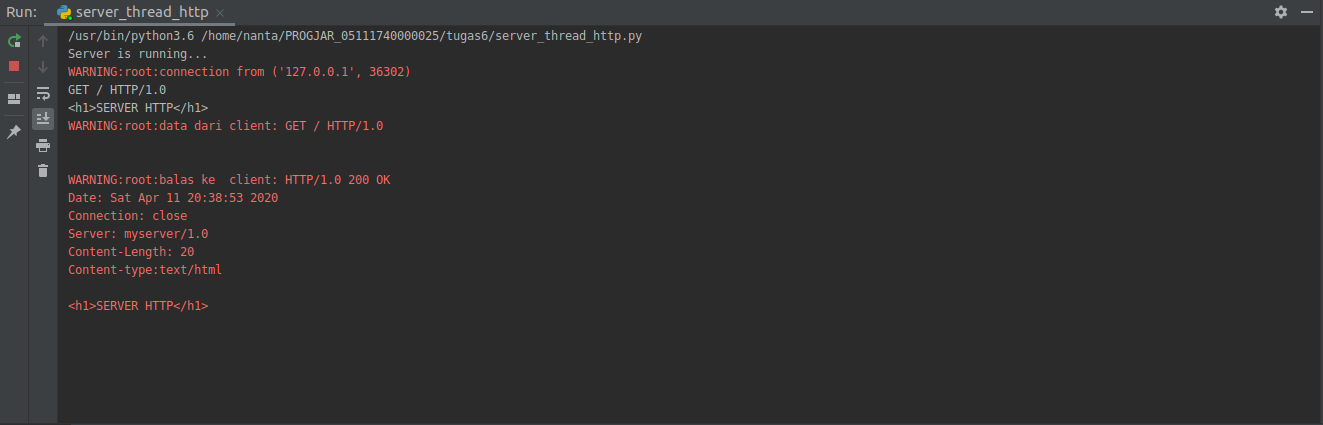 Run: server_thread_http
/usr/bin/python3.6 /home/nanta/PROGJAR_05111740000025/tugas6/server_thread_http.py
Server is running...
WARNING:root:connection from ('127.0.0.1', 36302)
GET / HTTP/1.0
<h1>SERVER HTTP</h1>
WARNING:root:data dari client: GET / HTTP/1.0
WARNING:root:balas ke  client: HTTP/1.0 200 OK
Date: Sat Apr 11 20:38:53 2020
Connection: close
Server: myserver/1.0
Content-Length: 20
Content-type:text/html
<h1>SERVER HTTP</h1>